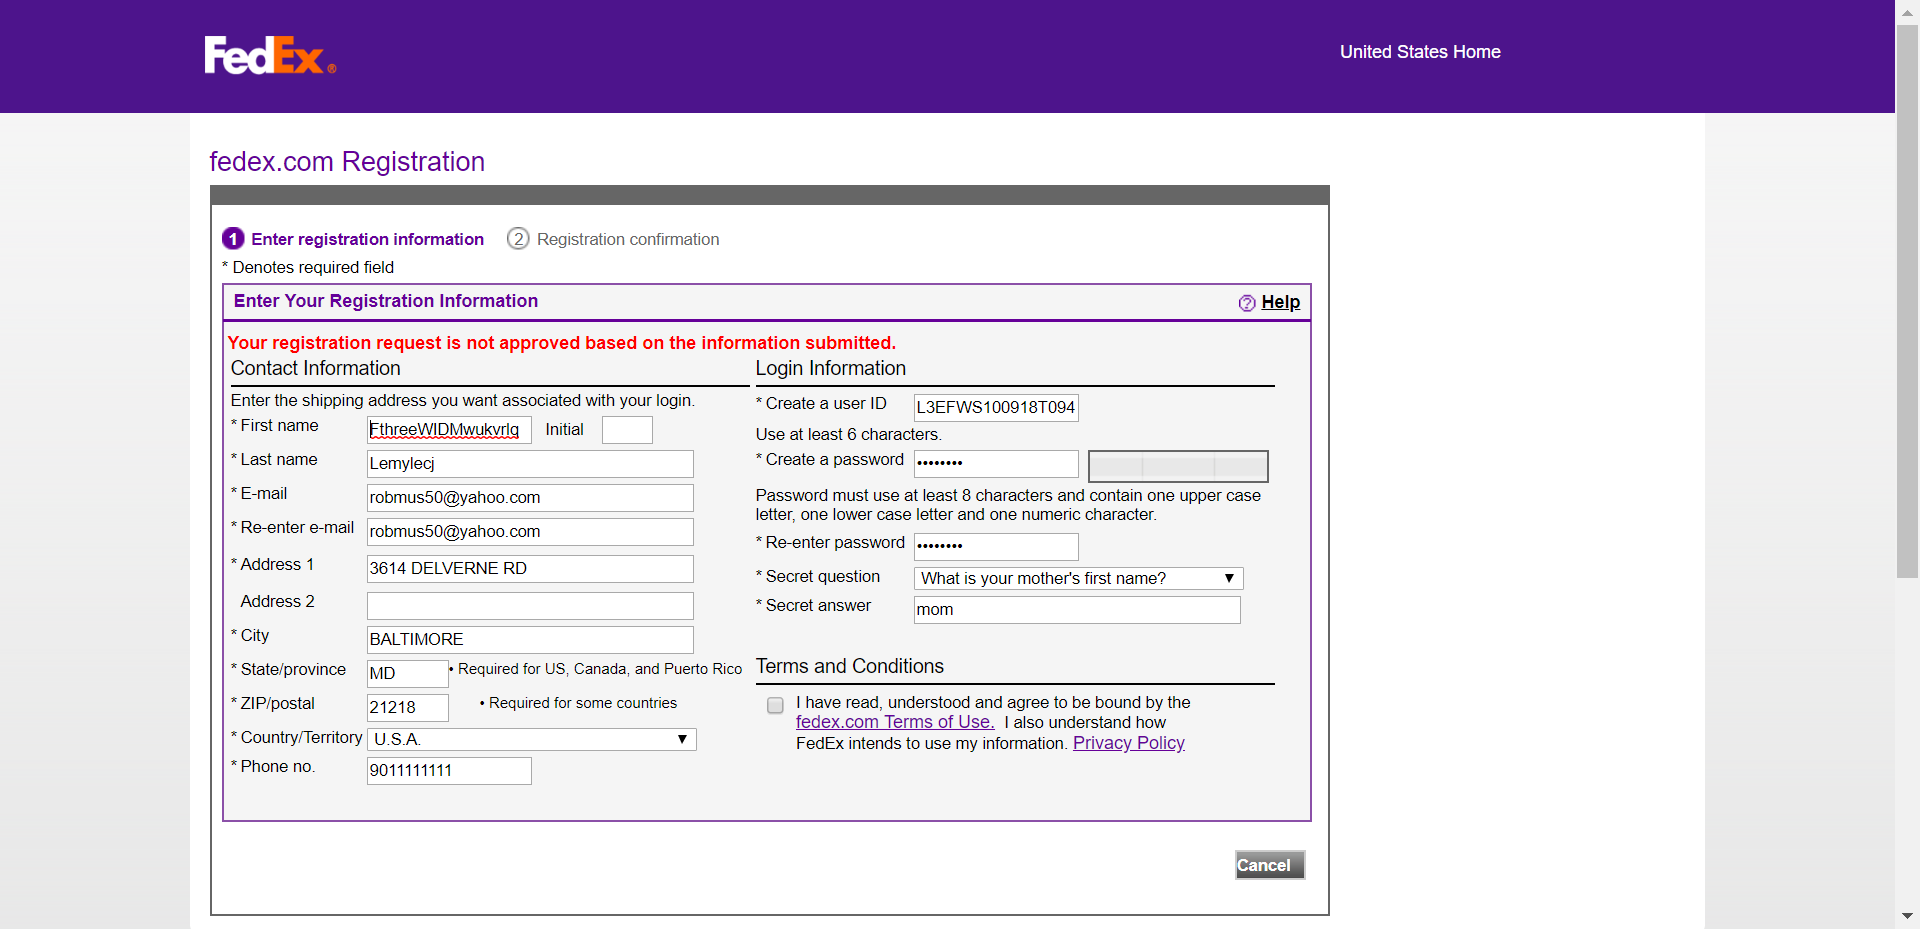 FedEx®
United States Home
fedex.com Registration
1 Enter registration information 2 Registration confirmation
* Denotes required field
Enter Your Registration Information
? Help
Your registration request is not approved based on the information submitted.
Contact Information
Enter the shipping address you want associated with your login.
* First name FthreeWIDMwukvrlq Initial
* Last name Lemylecj
* E-mail robmus50@yahoo.com
* Re-enter e-mail robmus50@yahoo.com
* Address 1 3614 DELVERNE RD
Address 2
* City BALTIMORE
* State/province MD • Required for US, Canada, and Puerto Rico
* ZIP/postal 21218 • Required for some countries
* Country/Territory U.S.A.
* Phone no. 9011111111
Login Information
* Create a user ID L3EFWS100918T094
Use at least 6 characters.
* Create a password ••••••••
Password must use at least 8 characters and contain one upper case
letter, one lower case letter and one numeric character.
* Re-enter password ••••••••
* Secret question What is your mother's first name?
* Secret answer mom
Terms and Conditions
I have read, understood and agree to be bound by the
fedex.com Terms of Use. I also understand how
FedEx intends to use my information. Privacy Policy
Cancel